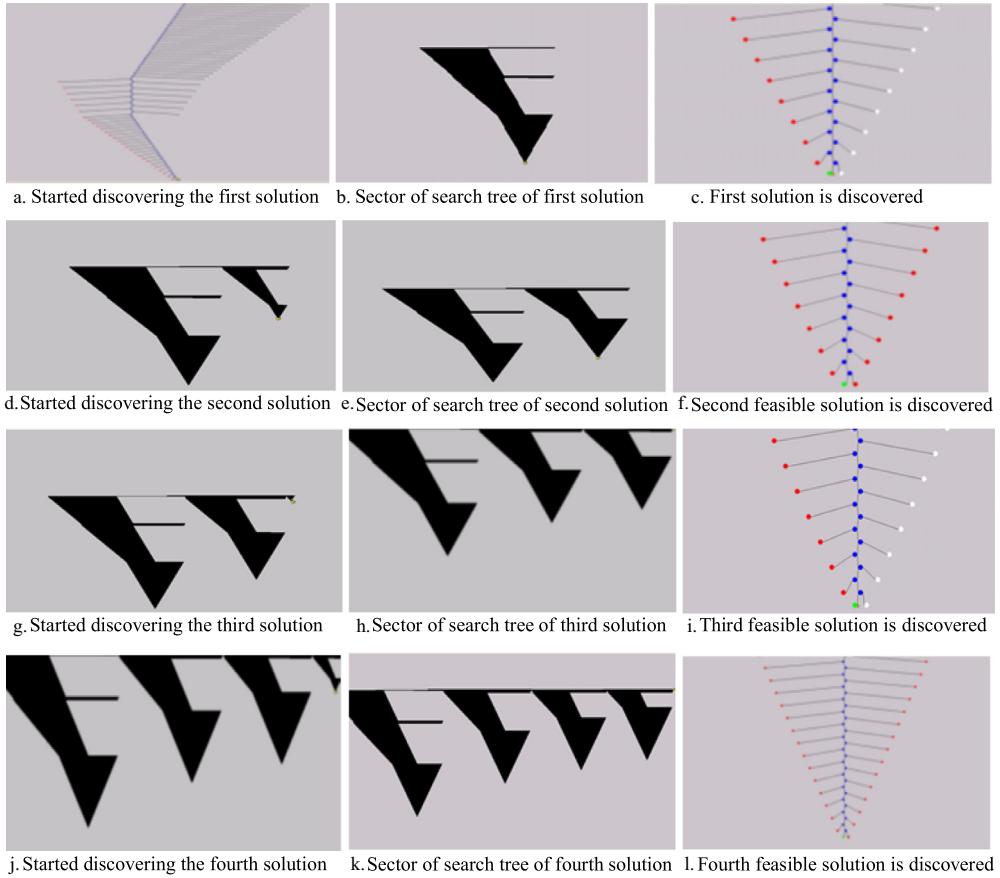 a. Started discovering the first solution
b. Sector of search tree of first solution
c. First solution is discovered
d.Started discovering the second solution
e.Sector of search tree of second solution
f.Second feasible solution is discovered
g.Started discovering the third solution
h.Sector of search tree of third solution
i.Third feasible solution is discovered
j.Started discovering the fourth solution
k.Sector of search tree of fourth solution
l.Fourth feasible solution is discovered